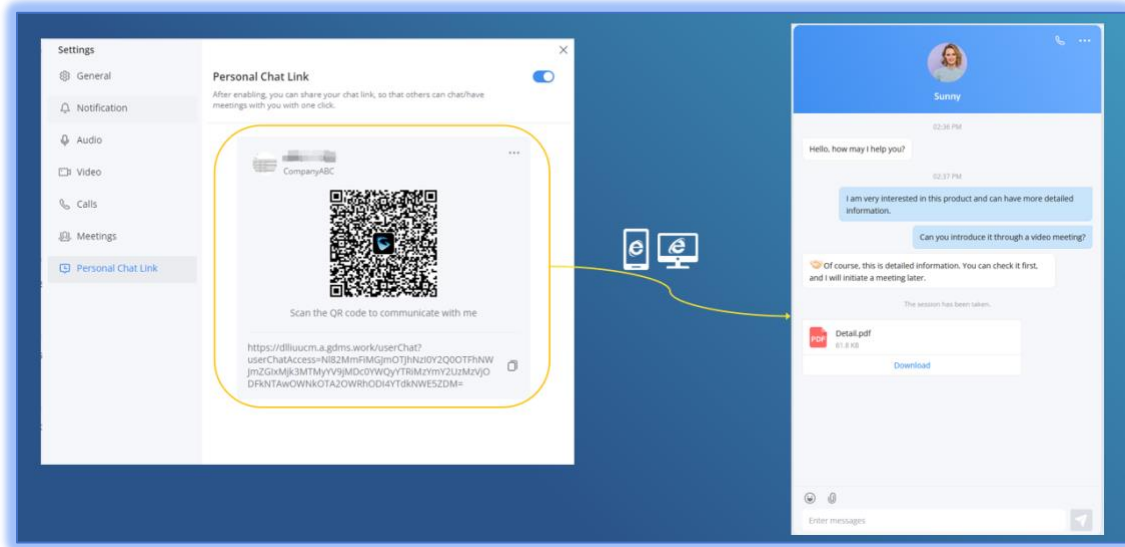 Settings
General
Notification
Audio
Video
Calls
Meetings
Personal Chat Link
Personal Chat Link
After enabling, you can share your chat link, so that others can chat/have
meetings with you with one click.
CompanyABC
Scan the QR code to communicate with me
https://dlliuucm.a.gdms.work/userChat?
Sunny
02:36 PM
Hello, how may I help you?
02:37 PM
I am very interested in this product and can have more detailed
information.
Can you introduce it through a video meeting?
Of course, this is detailed information. You can check it first,
and I will initiate a meeting later.
The session has been taken.
PDF
Detail.pdf
81.8 KB
Download
Enter messages